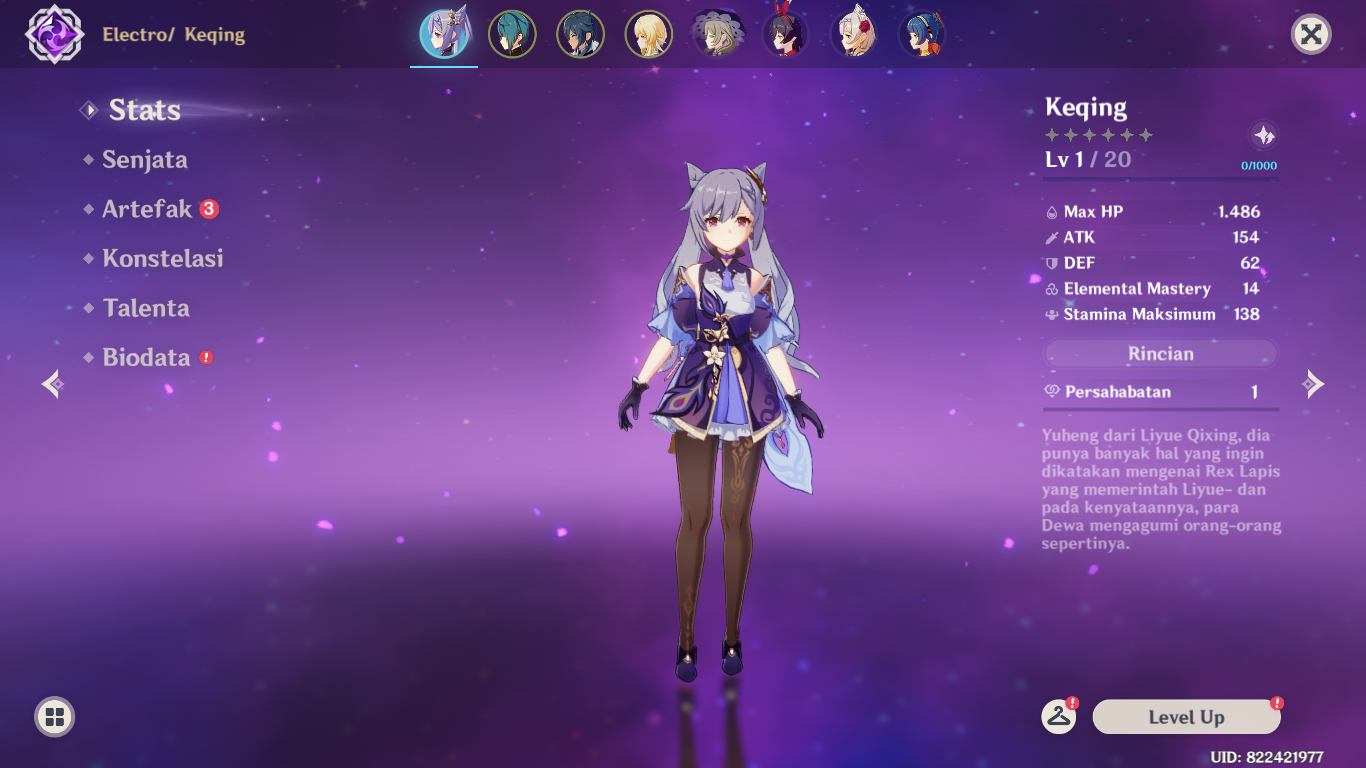 Electro/ Keqing
Stats
Senjata
Artefak 3
Konstelasi
Talenta
Biodata !
Keqing
Lv 1 / 20
0/1000
Max HP 1.486
ATK 154
DEF 62
Elemental Mastery 14
Stamina Maksimum 138
Rincian
Persahabatan 1
Yuheng dari Liyue Qixing, dia
punya banyak hal yang ingin
dikatakan mengenai Rex Lapis
yang memerintah Liyue– dan
pada kenyataannya, para
Dewa mengagumi orang-orang
sepertinya.
!
Level Up !
UID: 822421977